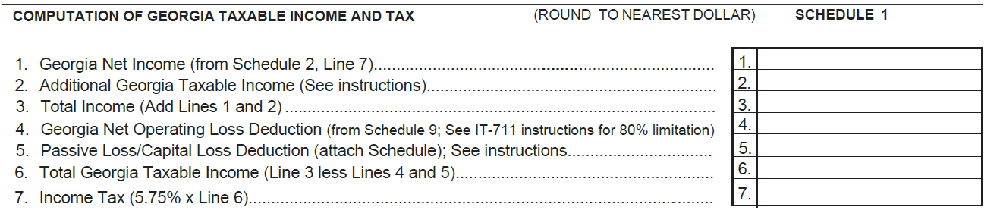 COMPUTATION OF GEORGIA TAXABLE INCOME AND TAX (ROUND TO NEAREST DOLLAR) SCHEDULE 1
1. Georgia Net Income (from Schedule 2, Line 7)........................................................................... 1.
2. Additional Georgia Taxable Income (See instructions)............................................................... 2.
3. Total Income (Add Lines 1 and 2)............................................................................................... 3.
4. Georgia Net Operating Loss Deduction (from Schedule 9; See IT-711 instructions for 80% limitation) 4.
5. Passive Loss/Capital Loss Deduction (attach Schedule); See instructions................................ 5.
6. Total Georgia Taxable Income (Line 3 less Lines 4 and 5)......................................................... 6.
7. Income Tax (5.75% x Line 6)...................................................................................................... 7.